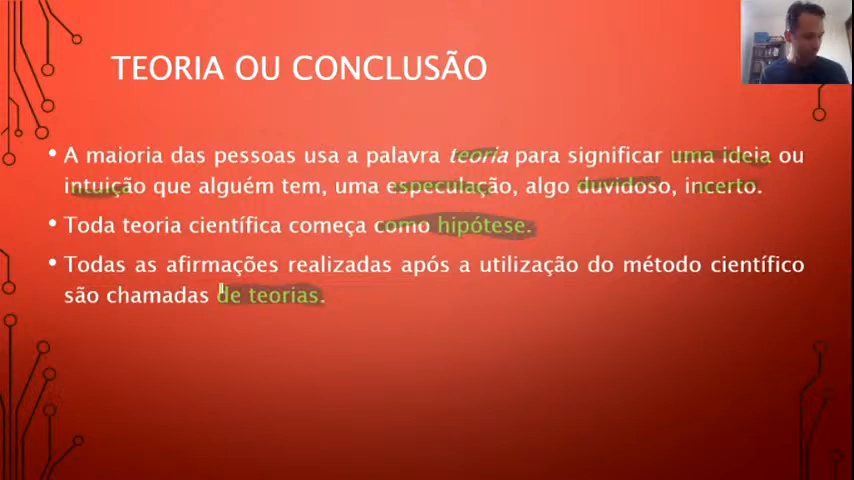 TEORIA OU CONCLUSÃO
• A maioria das pessoas usa a palavra teoria para significar uma ideia ou
intuição que alguém tem, uma especulação, algo duvidoso, incerto.
• Toda teoria científica começa como hipótese.
• Todas as afirmações realizadas após a utilização do método científico
são chamadas de teorias.